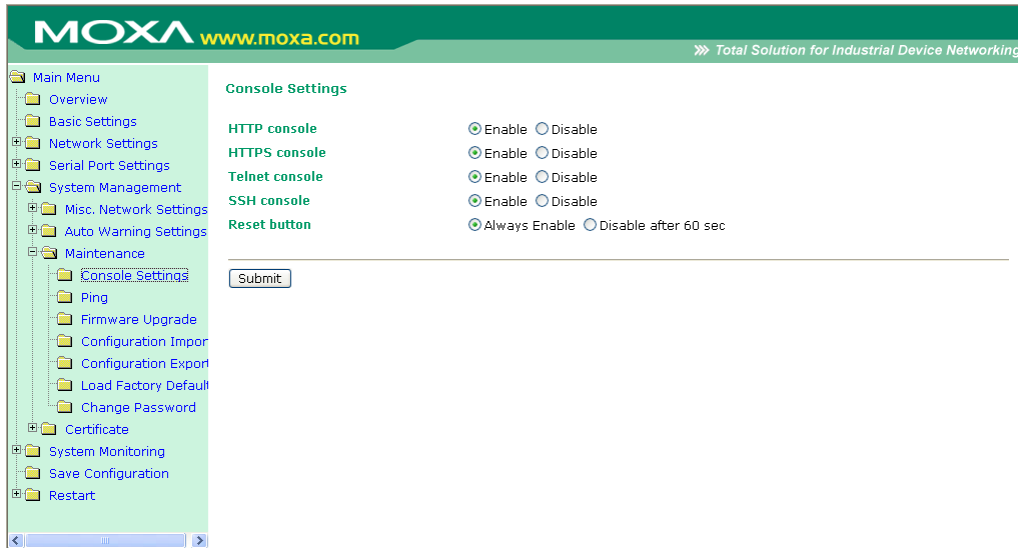 MOXA www.moxa.com
Total Solution for Industrial Device Networking
Main Menu
Overview
Basic Settings
Network Settings
Serial Port Settings
System Management
Misc. Network Settings
Auto Warning Settings
Maintenance
Console Settings
Ping
Firmware Upgrade
Configuration Impor
Configuration Export
Load Factory Default
Change Password
Certificate
System Monitoring
Save Configuration
Restart
Console Settings
HTTP console Enable Disable
HTTPS console Enable Disable
Telnet console Enable Disable
SSH console Enable Disable
Reset button Always Enable Disable after 60 sec
Submit